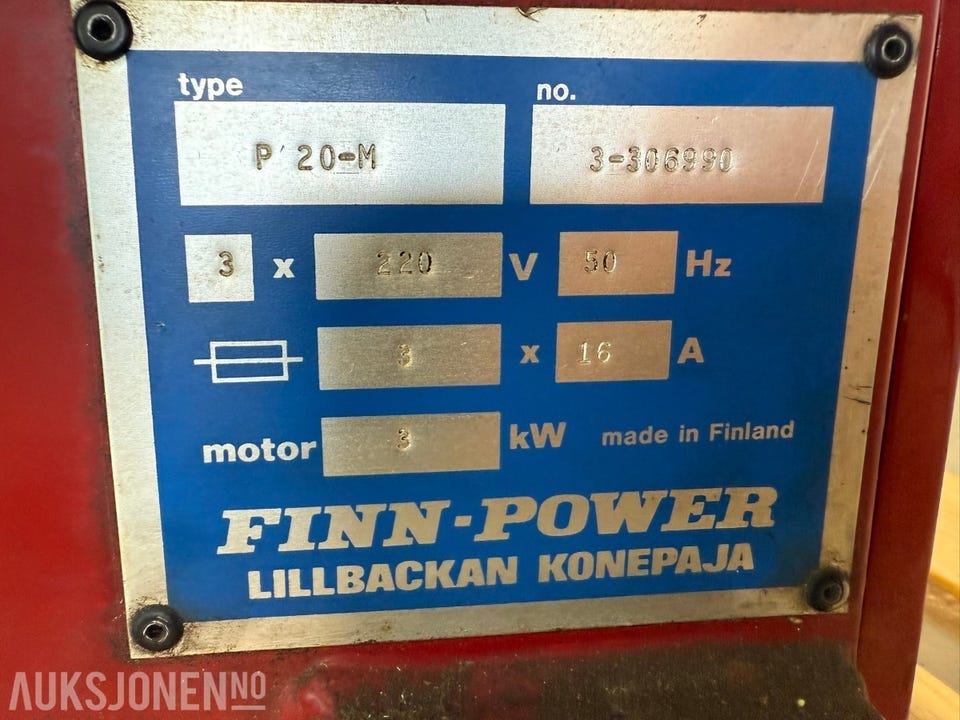 type no.
P 20-M 3-306990
3 x 220 V 50 Hz
3 x 16 A
motor 3 kW made in Finland
FINN-POWER
LILLBACKAN KONEPAJA
AUKSJONEN NO